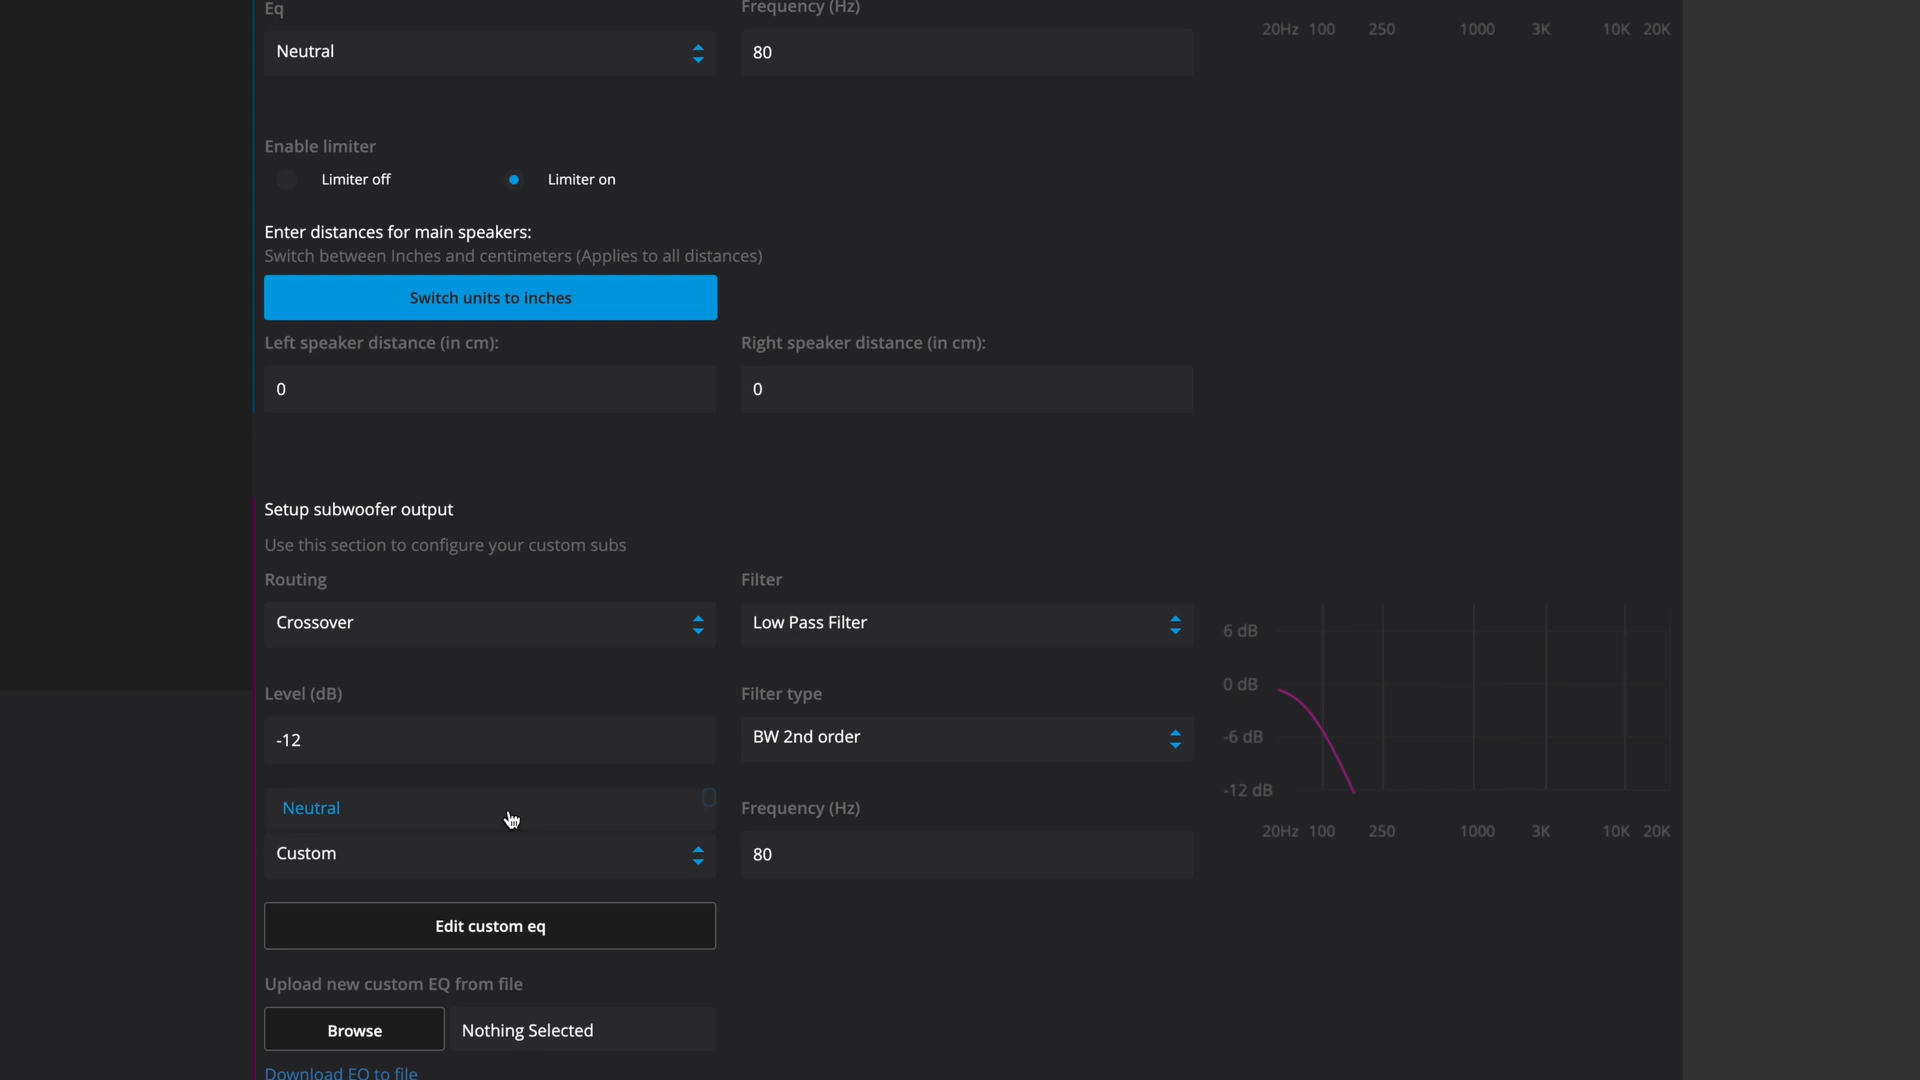 Eq
Frequency (Hz)
Neutral
80
20Hz 100 250 1000 3K 10K 20K
Enable limiter
Limiter off
Limiter on
Enter distances for main speakers:
Switch between Inches and centimeters (Applies to all distances)
Switch units to inches
Left speaker distance (in cm):
Right speaker distance (in cm):
0
0
Setup subwoofer output
Use this section to configure your custom subs
Routing
Filter
Crossover
Low Pass Filter
6 dB
Level (dB)
Filter type
0 dB
-12
BW 2nd order
-6 dB
-12 dB
Neutral
Frequency (Hz)
20Hz 100 250 1000 3K 10K 20K
Custom
80
Edit custom eq
Upload new custom EQ from file
Browse
Nothing Selected
Download EQ to file